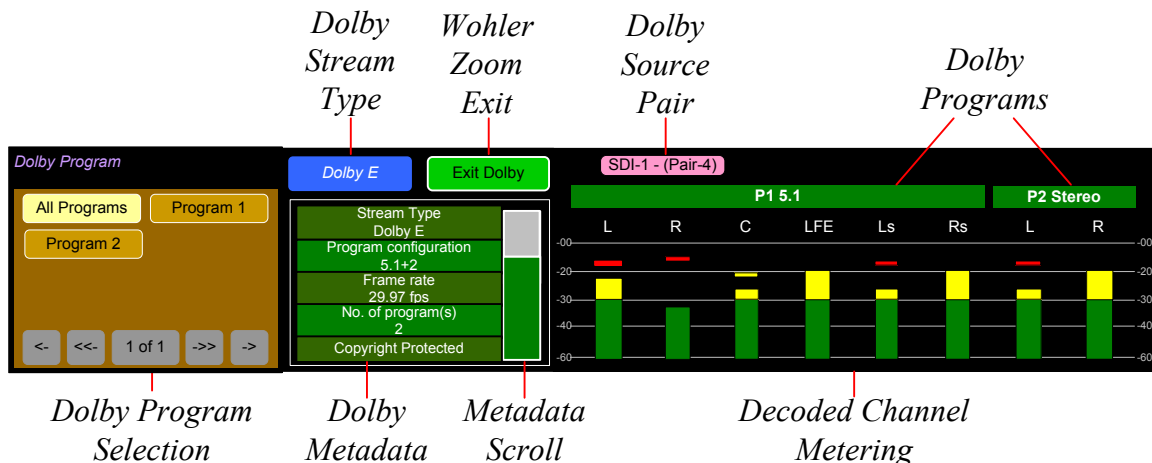 Dolby
Stream
Type
Wohler
Zoom
Exit
Dolby
Source
Pair
Dolby
Programs
Dolby Program
All Programs
Program 1
Program 2
<-
<<-
1 of 1
->>
->
Dolby E
Exit Dolby
Stream Type
Dolby E
Program configuration
5.1+2
Frame rate
29.97 fps
No. of program(s)
2
Copyright Protected
SDI-1 - (Pair-4)
P1 5.1
P2 Stereo
L R C LFE Ls Rs L R
-00 -00
-20 -20
-30 -30
-40 -40
-60 -60
Dolby Program
Selection
Dolby
Metadata
Metadata
Scroll
Decoded Channel
Metering